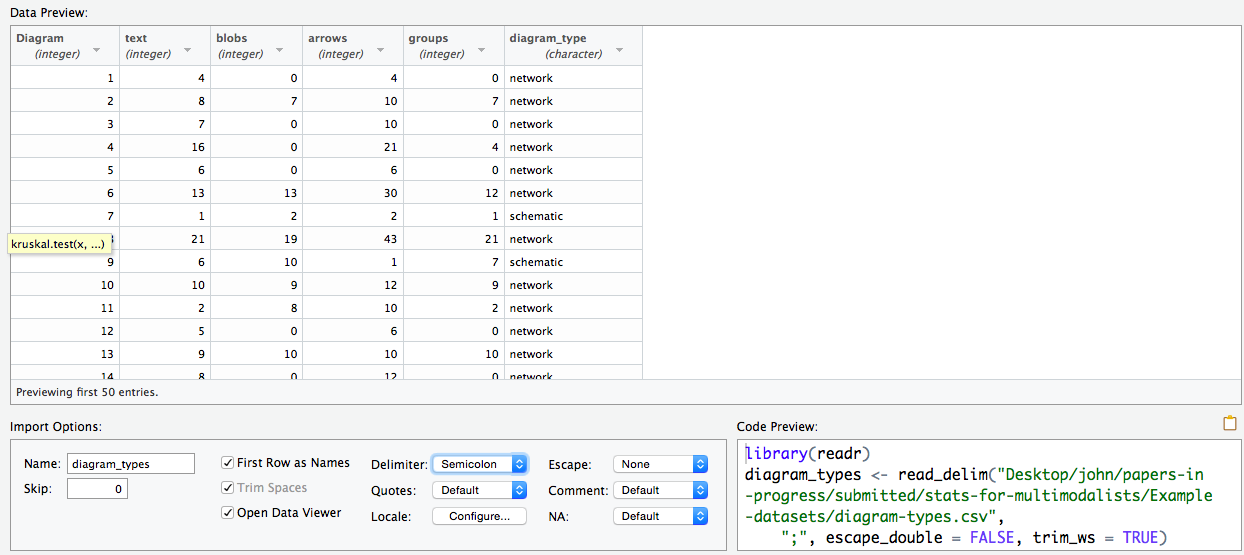 Data Preview:
Diagram text blobs arrows groups diagram_type
(integer) (integer) (integer) (integer) (integer) (character)
1 4 0 4 0 network
2 8 7 10 7 network
3 7 0 10 0 network
4 16 0 21 4 network
5 6 0 6 0 network
6 13 13 30 12 network
7 1 2 2 1 schematic
kruskal.test(x, ...) 21 19 43 21 network
9 6 10 1 7 schematic
10 10 9 12 9 network
11 2 8 10 2 network
12 5 0 6 0 network
13 9 10 10 10 network
14 8 0 12 0 network
Previewing first 50 entries.
Import Options:
Name: diagram_types
Skip: 0
First Row as Names
Trim Spaces
Open Data Viewer
Delimiter: Semicolon
Quotes: Default
Locale: Configure...
Escape: None
Comment: Default
NA: Default
Code Preview:
library(readr)
diagram_types <- read_delim("Desktop/john/papers-in
-progress/submitted/stats-for-multimodalists/Example
-datasets/diagram-types.csv",
";", escape_double = FALSE, trim_ws = TRUE)